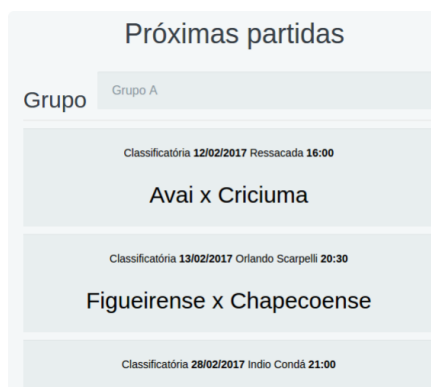 Próximas partidas
Grupo Grupo A
Classificatória 12/02/2017 Ressacada 16:00
Avai x Criciuma
Classificatória 13/02/2017 Orlando Scarpelli 20:30
Figueirense x Chapecoense
Classificatória 28/02/2017 Indio Condá 21:00